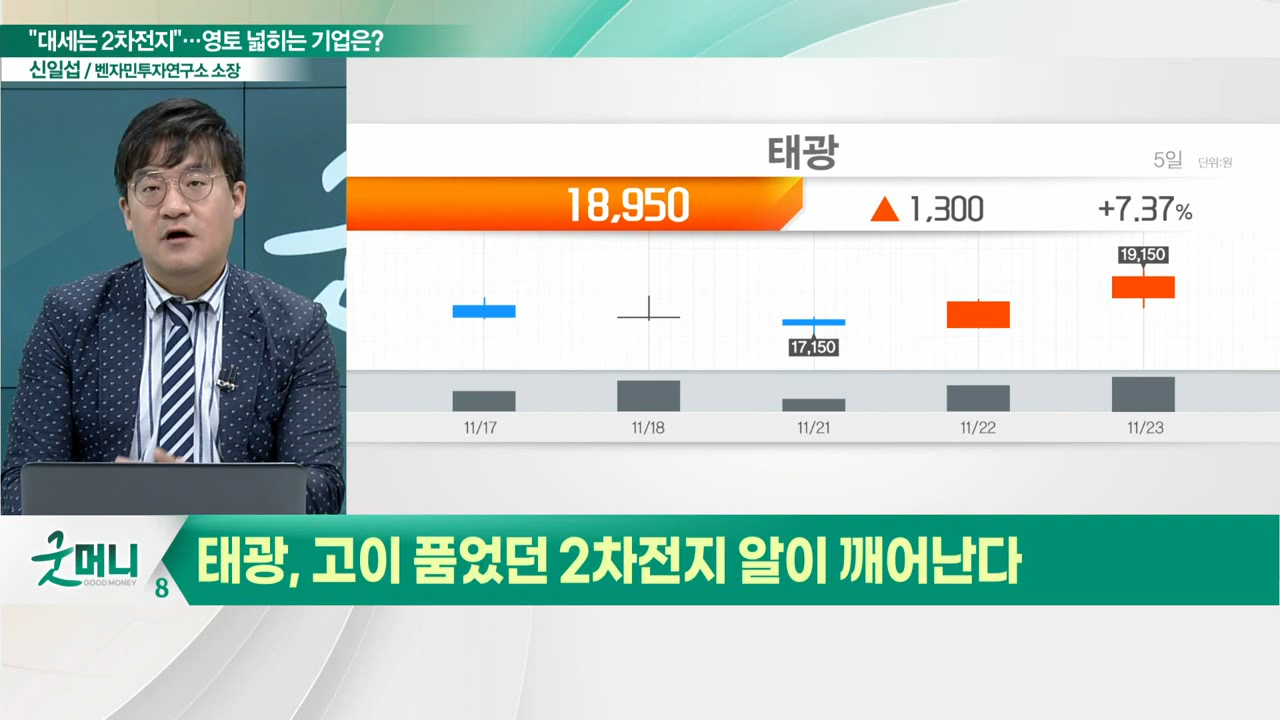 "대세는 2차전지"…영토 넓히는 기업은?
신일섭 / 벤자민투자연구소 소장
태광
5일 단위:원
18,950 ▲ 1,300 +7.37%
19,150
17,150
11/17 11/18 11/21 11/22 11/23
굿머니
GOOD MONEY
8
태광, 고이 품었던 2차전지 알이 깨어난다